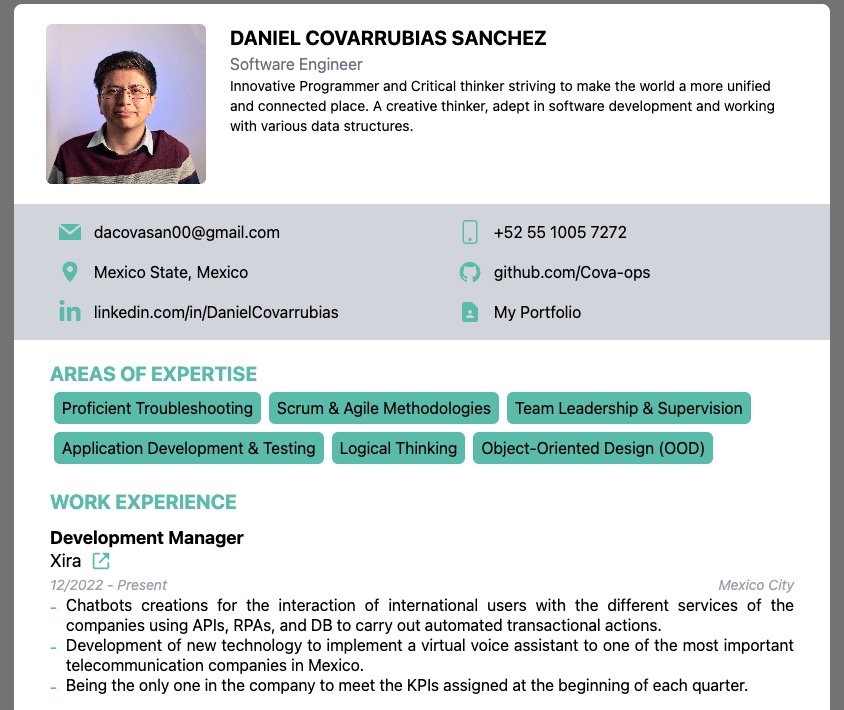 DANIEL COVARRUBIAS SANCHEZ
Software Engineer
Innovative Programmer and Critical thinker striving to make the world a more unified
and connected place. A creative thinker, adept in software development and working
with various data structures.
dacovasan00@gmail.com
+52 55 1005 7272
Mexico State, Mexico
github.com/Cova-ops
linkedin.com/in/DanielCovarrubias
My Portfolio
AREAS OF EXPERTISE
Proficient Troubleshooting
Scrum & Agile Methodologies
Team Leadership & Supervision
Application Development & Testing
Logical Thinking
Object-Oriented Design (OOD)
WORK EXPERIENCE
Development Manager
Xira
12/2022 - Present
Mexico City
- Chatbots creations for the interaction of international users with the different services of the
companies using APIs, RPAs, and DB to carry out automated transactional actions.
- Development of new technology to implement a virtual voice assistant to one of the most important
telecommunication companies in Mexico.
- Being the only one in the company to meet the KPIs assigned at the beginning of each quarter.